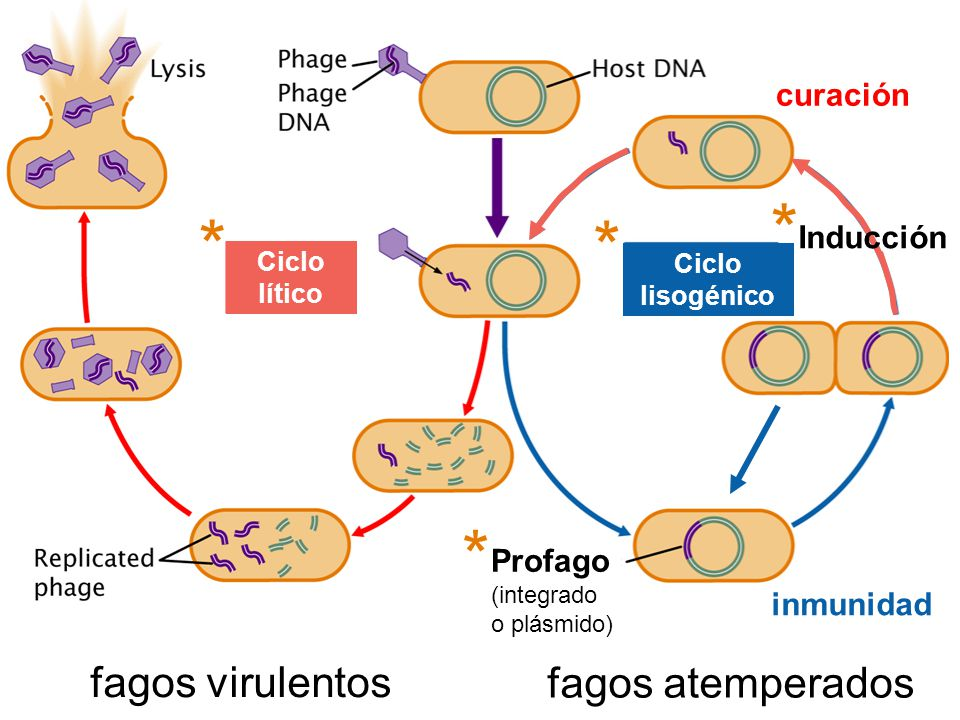 Lysis
Phage
Phage
DNA
Host DNA
curación
*
Ciclo
lítico
*
Ciclo
lisogénico
*
Inducción
Replicated
phage
*
Profago
(integrado
o plásmido)
inmunidad
fagos virulentos
fagos atemperados